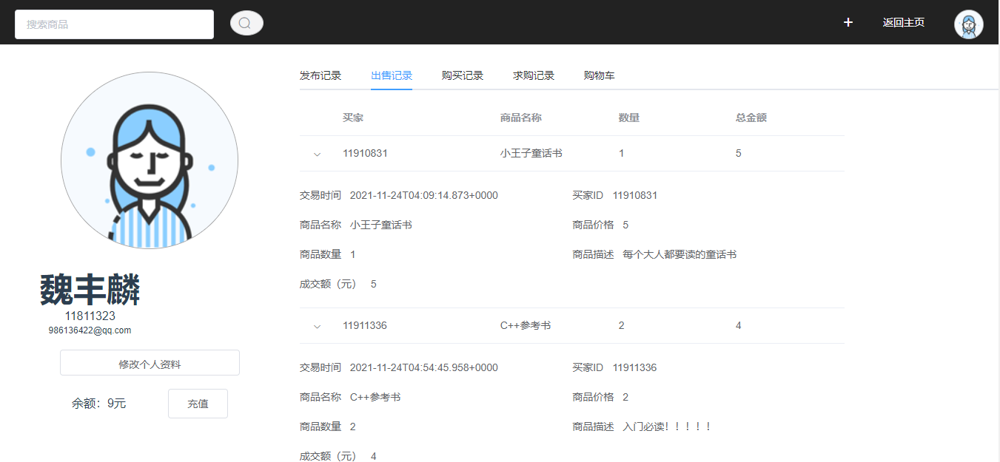 搜索商品
+ 返回主页
发布记录 出售记录 购买记录 求购记录 购物车
买家 商品名称 数量 总金额
11910831 小王子童话书 1 5
交易时间 2021-11-24T04:09:14.873+0000 买家ID 11910831
商品名称 小王子童话书 商品价格 5
商品数量 1 商品描述 每个大人都要读的童话书
成交额（元） 5
11911336 C++参考书 2 4
交易时间 2021-11-24T04:54:45.958+0000 买家ID 11911336
商品名称 C++参考书 商品价格 2
商品数量 2 商品描述 入门必读！！！！！
成交额（元） 4
魏丰麟
11811323
986136422@qq.com
修改个人资料
余额：9元 充值